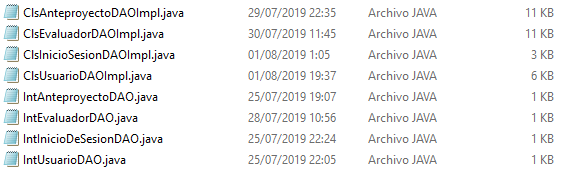 ClsAnteproyectoDAOImpl.java 29/07/2019 22:35 Archivo JAVA 11 KB
ClsEvaluadorDAOImpl.java 30/07/2019 11:45 Archivo JAVA 11 KB
ClsInicioSesionDAOImpl.java 01/08/2019 1:05 Archivo JAVA 3 KB
ClsUsuarioDAOImpl.java 01/08/2019 19:37 Archivo JAVA 6 KB
IntAnteproyectoDAO.java 25/07/2019 19:07 Archivo JAVA 1 KB
IntEvaluadorDAO.java 28/07/2019 10:56 Archivo JAVA 1 KB
IntInicioDeSesionDAO.java 25/07/2019 22:24 Archivo JAVA 1 KB
IntUsuarioDAO.java 25/07/2019 22:05 Archivo JAVA 1 KB